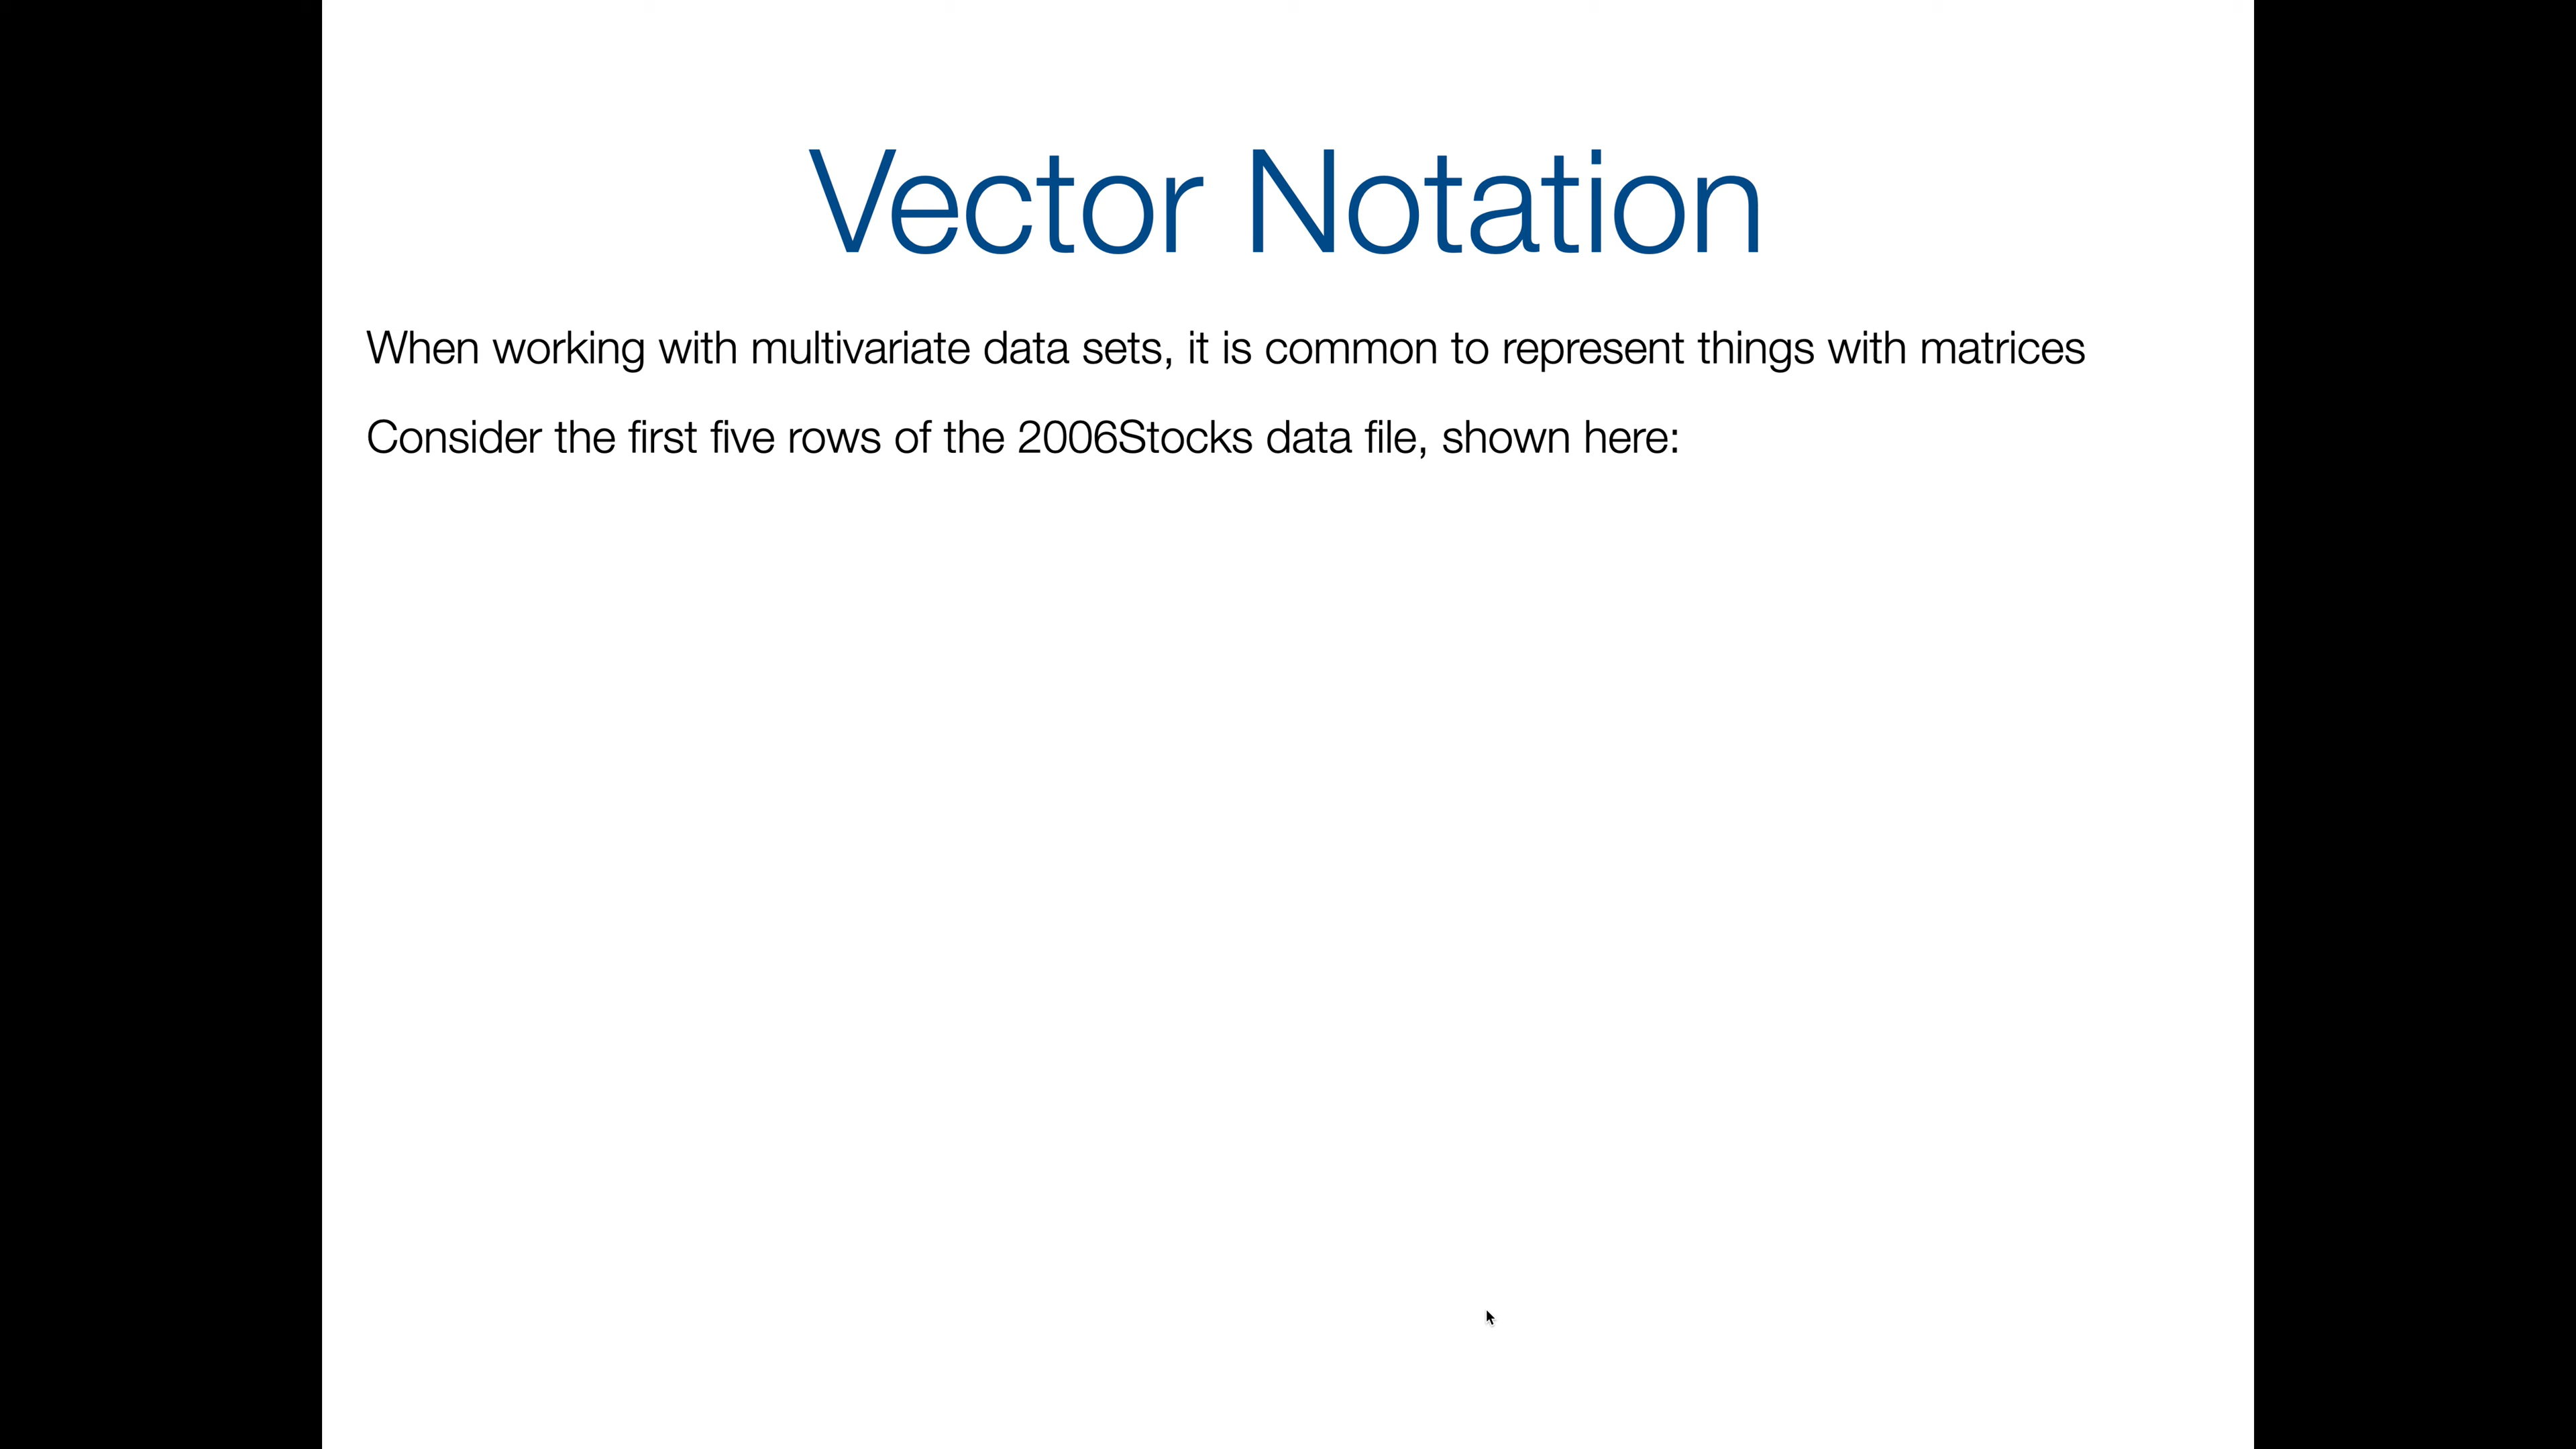 Vector Notation
When working with multivariate data sets, it is common to represent things with matrices
Consider the first five rows of the 2006Stocks data file, shown here: